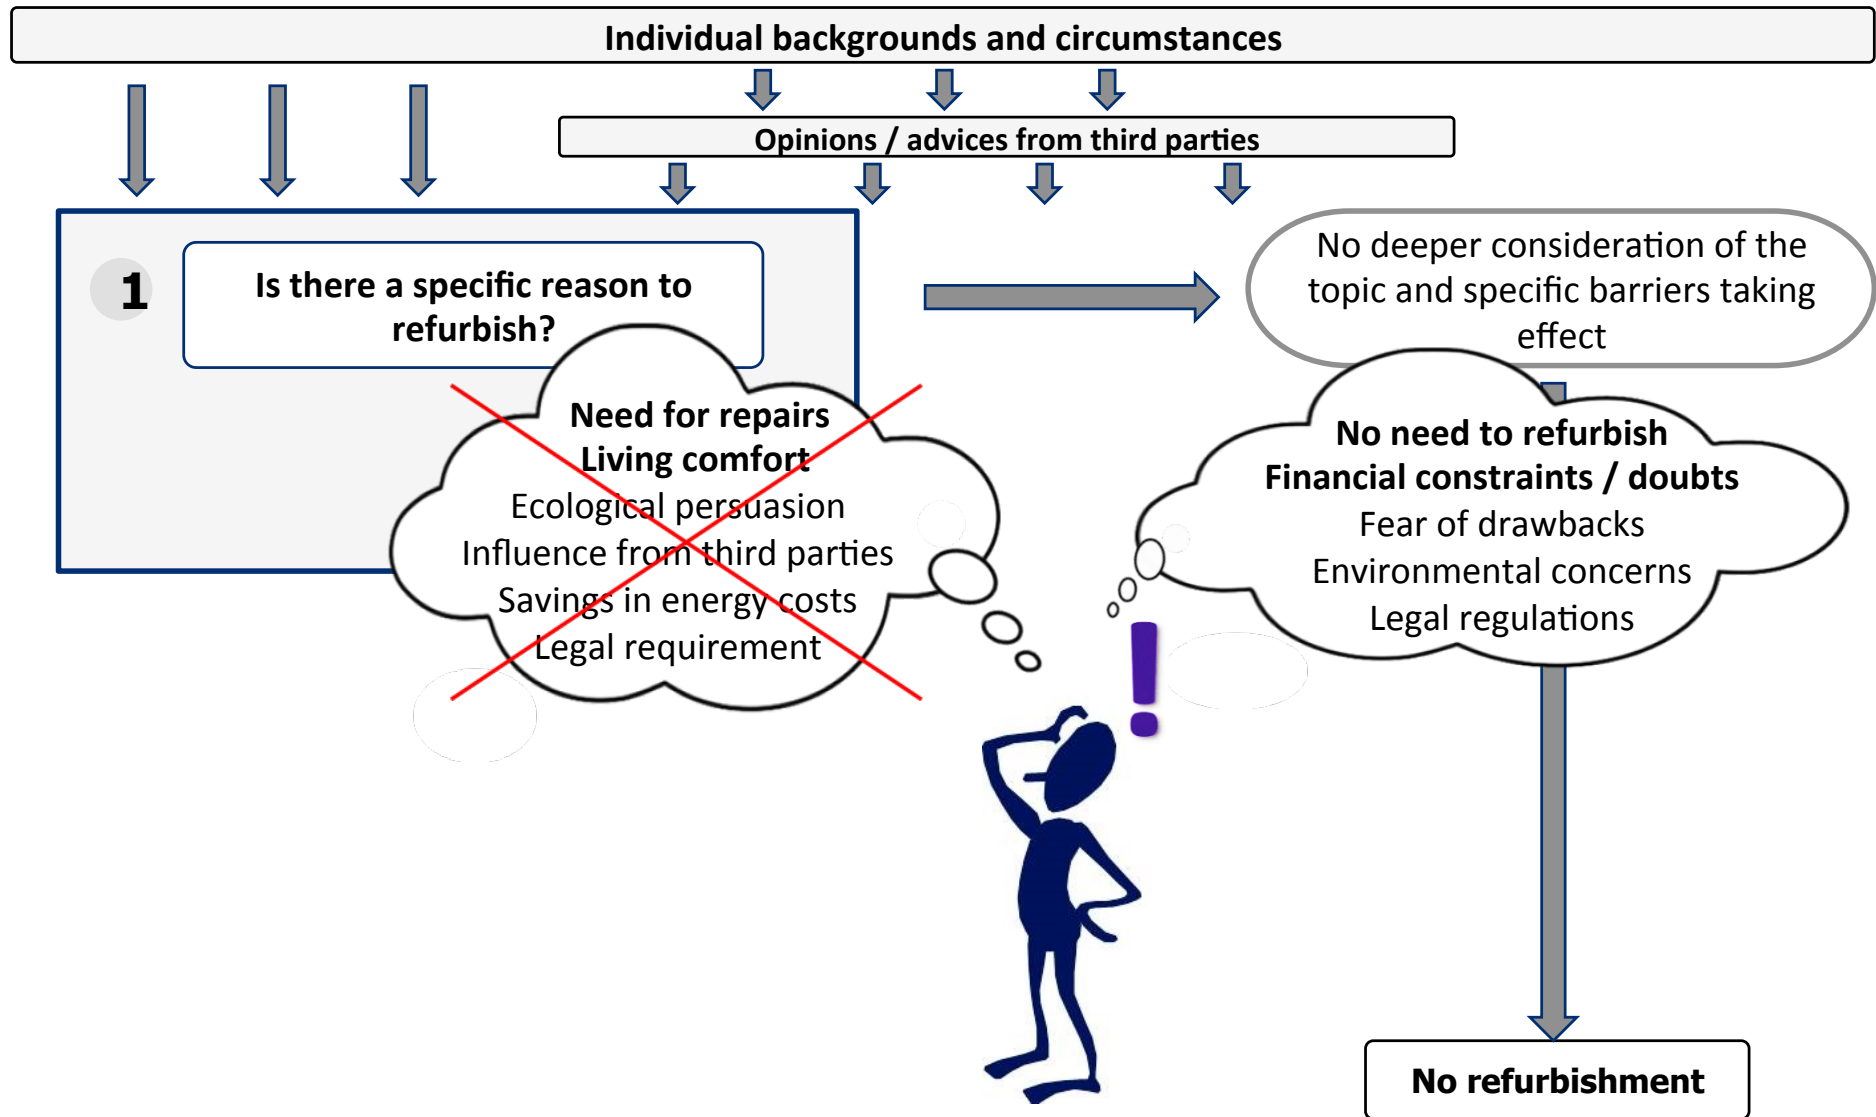 Individual backgrounds and circumstances
Opinions / advices from third parties
1
Is there a specific reason to
refurbish?
No deeper consideration of the
topic and specific barriers taking
effect
Need for repairs
Living comfort
Ecological persuasion
Influence from third parties
Savings in energy costs
Legal requirement
No need to refurbish
Financial constraints / doubts
Fear of drawbacks
Environmental concerns
Legal regulations
!
No refurbishment